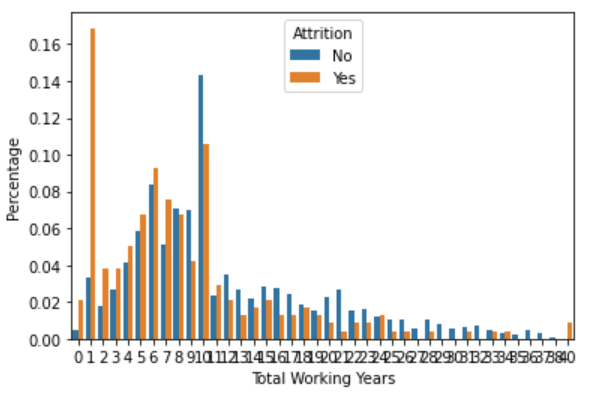 Attrition
No
Yes
0.16
0.14
0.12
0.10
0.08
0.06
0.04
0.02
0.00
Percentage
0 1 2 3 4 5 6 7 8 9 10 11 12 13 14 15 16 17 18 19 20 21 22 23 24 25 26 27 28 29 30 31 32 33 34 35 36 37 38 40
Total Working Years